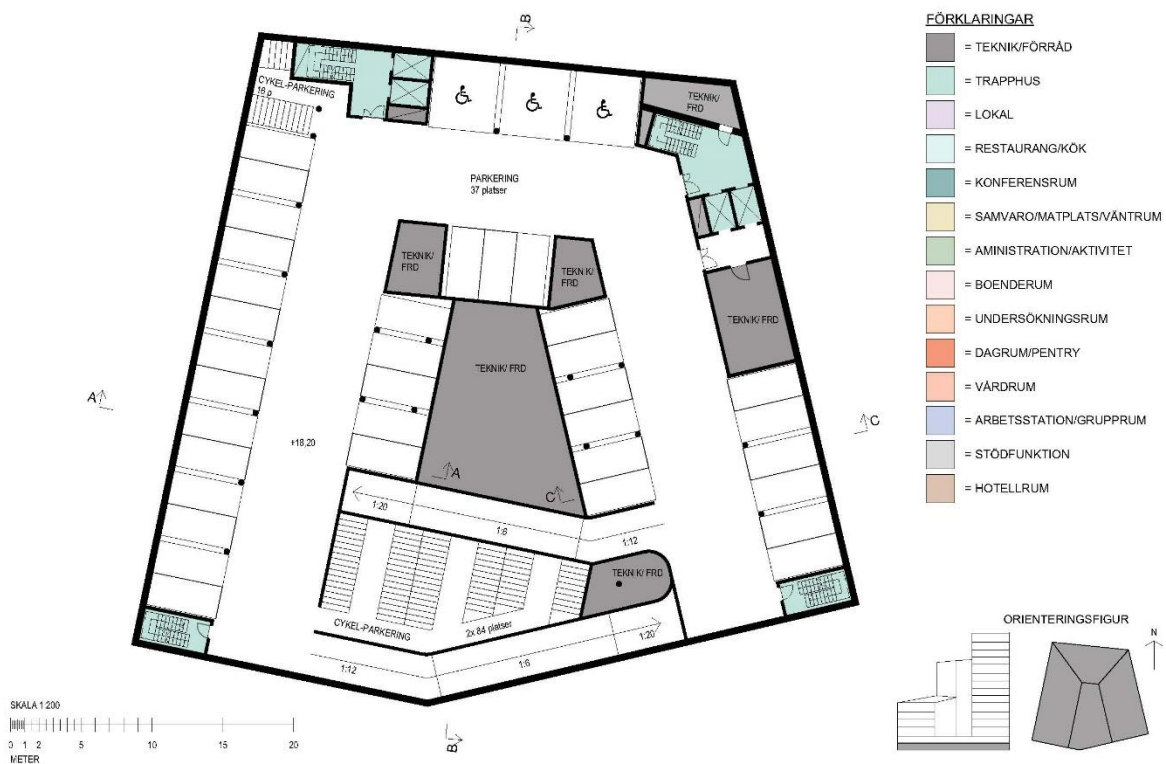 B
FÖRKLARINGAR
= TEKNIK/FÖRRÅD
= TRAPPHUS
= LOKAL
= RESTAURANG/KÖK
= KONFERENSRUM
= SAMVARO/MATPLATS/VÄNTRUM
= AMINISTRATION/AKTIVITET
= BOENDERUM
= UNDERSÖKNINGSRUM
= DAGRUM/PENTRY
= VÅRDRUM
= ARBETSSTATION/GRUPPRUM
= STÖDFUNKTION
= HOTELLRUM
CYKEL-PARKERING
18 p
TEKNIK/
FRD
PARKERING
37 platser
TEKNIK/
FRD
TEKNIK/
FRD
TEKNIK/ FRD
TEKNIK/ FRD
A
C
+18,20
A
C
1:20
1:6
1:12
TEKNIK/ FRD
CYKEL-PARKERING
2x 84 platser
1:20
1:12
1:6
B
ORIENTERINGSFIGUR
N
SKALA 1:200
0 1 2 5 10 15 20
METER